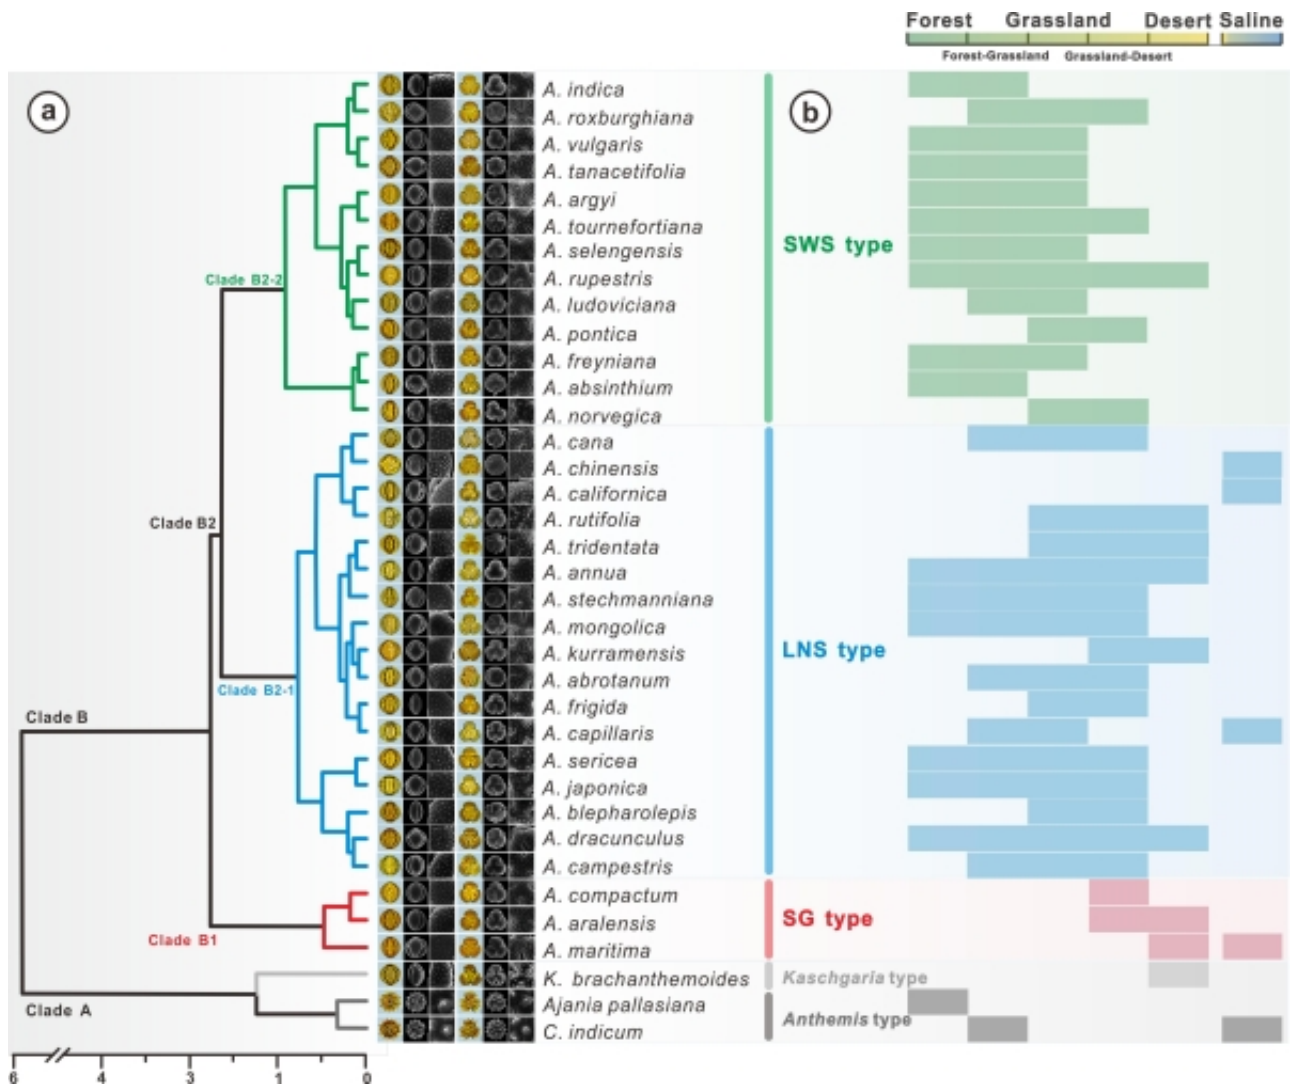 Forest Grassland Desert Saline
Forest-Grassland Grassland-Desert
a
b
A. indica
A. roxburghiana
A. vulgaris
A. tanacetifolia
A. argyi
A. tournefortiana
A. selengensis
A. rupestris
A. ludoviciana
A. pontica
A. freyniana
A. absinthium
A. norvegica
A. cana
A. chinensis
A. californica
A. rutifolia
A. tridentata
A. annua
A. stechmanniana
A. mongolica
A. kurramensis
A. abrotanum
A. frigida
A. capillaris
A. sericea
A. japonica
A. blepharolepis
A. dracunculus
A. campestris
A. compactum
A. aralensis
A. maritima
K. brachanthemoides
Ajania pallasiana
C. indicum
SWS type
LNS type
SG type
Kaschgaria type
Anthemis type
Clade B2-2
Clade B2
Clade B2-1
Clade B
Clade B1
Clade A
6 4 3 1 0